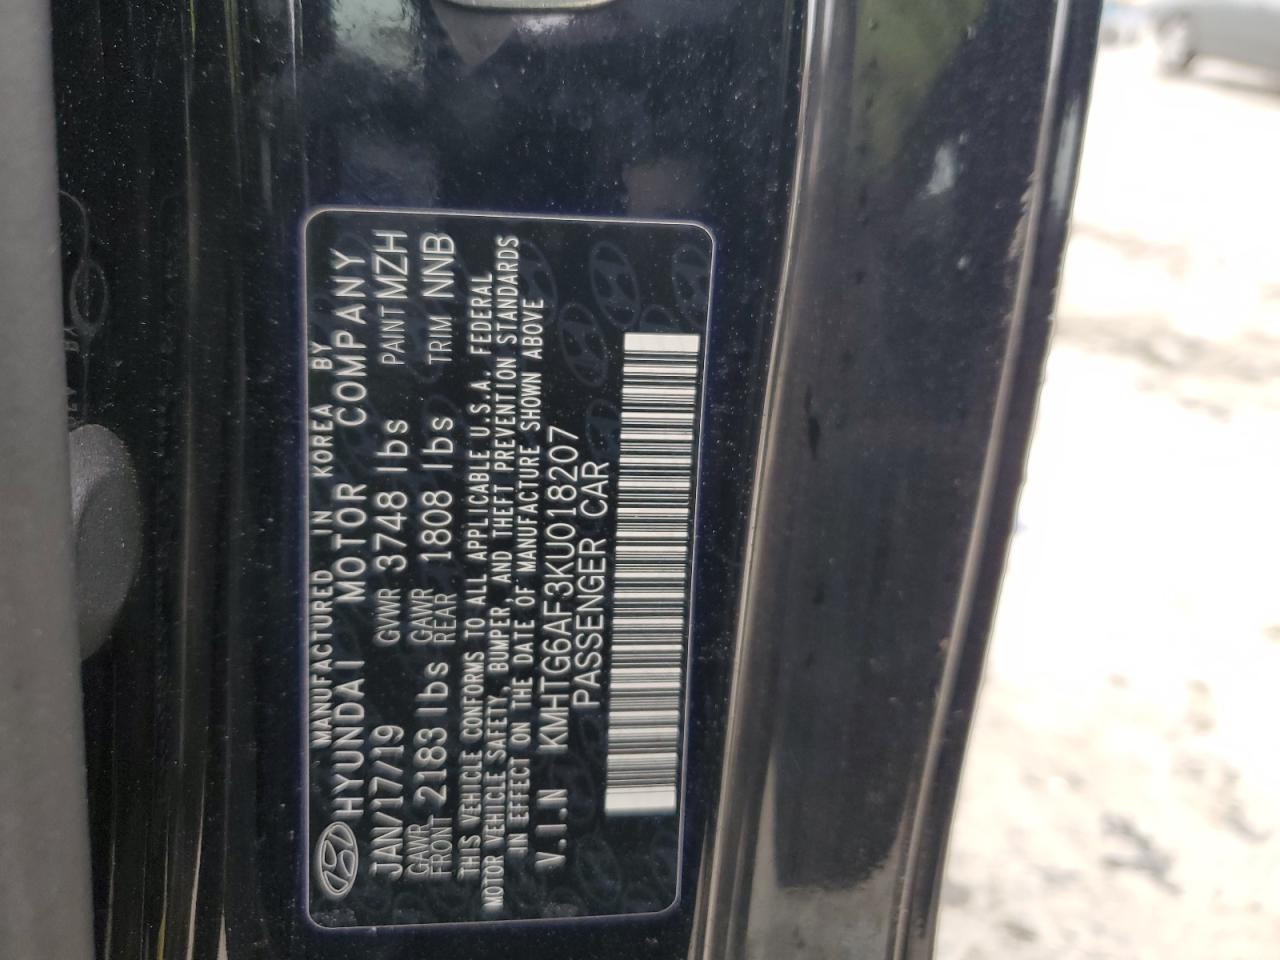 MANUFACTURED IN KOREA BY
HYUNDAI MOTOR COMPANY
JAN/17/19 GVWR 3748 lbs PAINT MZH
GAWR FRONT 2183 lbs GAWR REAR 1808 lbs TRIM NNB
THIS VEHICLE CONFORMS TO ALL APPLICABLE U.S.A. FEDERAL
MOTOR VEHICLE SAFETY, BUMPER, AND THEFT PREVENTION STANDARDS
IN EFFECT ON THE DATE OF MANUFACTURE SHOWN ABOVE
V.I.N KMHTG6AF3KU018207
PASSENGER CAR